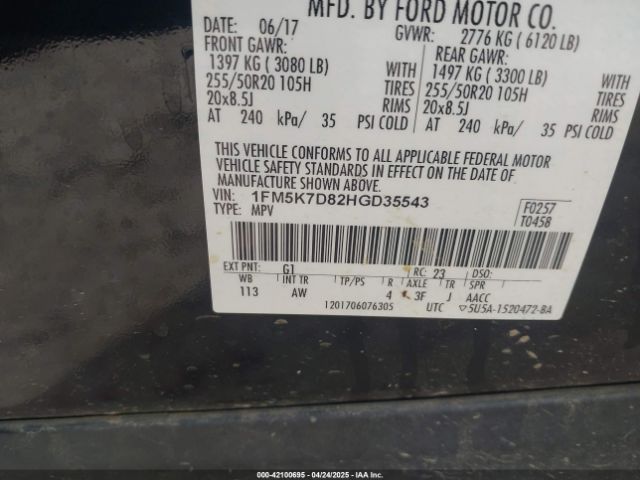 MFD. BY FORD MOTOR CO.
DATE: 06/17 GVWR: 2776 KG ( 6120 LB)
FRONT GAWR: REAR GAWR:
1397 KG ( 3080 LB) WITH 1497 KG ( 3300 LB) WITH
255/50R20 105H TIRES 255/50R20 105H TIRES
20x8.5J RIMS 20x8.5J RIMS
AT 240 kPa/ 35 PSI COLD AT 240 kPa/ 35 PSI COLD
THIS VEHICLE CONFORMS TO ALL APPLICABLE FEDERAL MOTOR
VEHICLE SAFETY STANDARDS IN EFFECT ON THE DATE OF
MANUFACTURE SHOWN ABOVE.
VIN: 1FM5K7D82HGD35543 F0257
TYPE: MPV T0458
EXT PNT: G1 RC: 23 DSO:
WB INT TR TP/PS R AXLE TR SPR
113 AW 4 3F J AACC
1201706076305 UTC ▽5U5A-1520472-BA
000-42100695 - 04/24/2025 - IAA Inc.